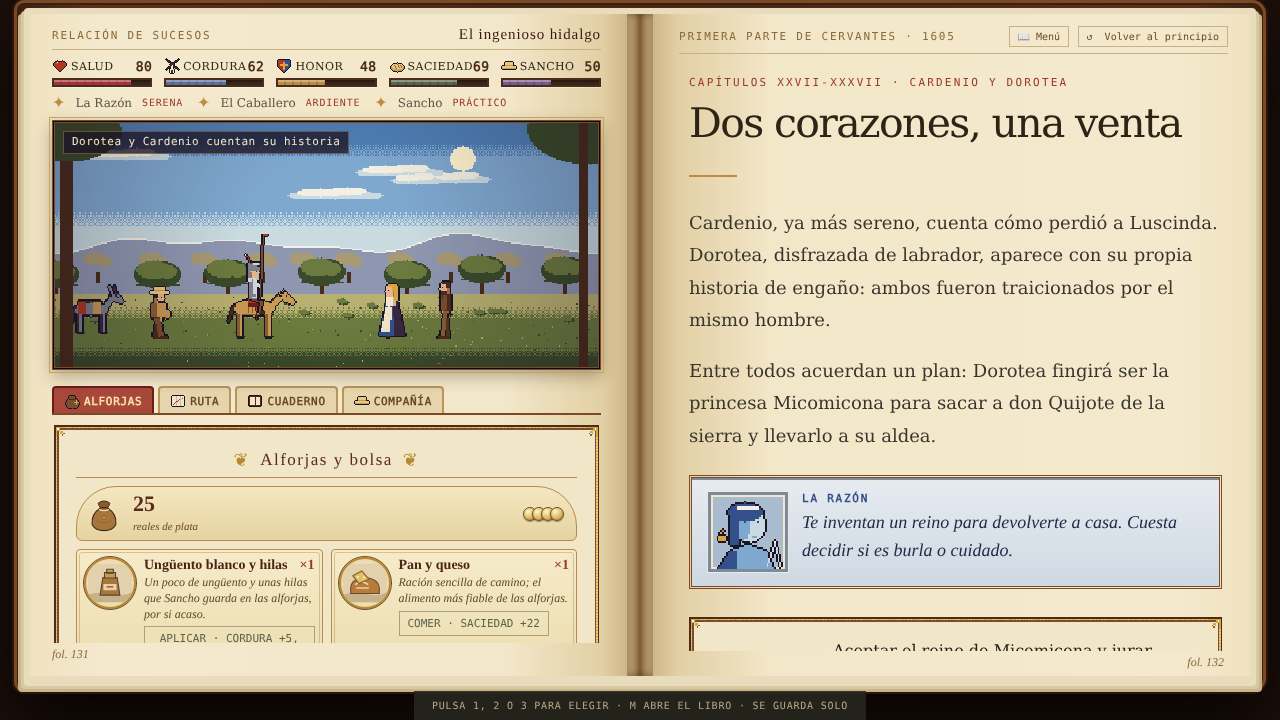 RELACIÓN DE SUCESOS
El ingenioso hidalgo
SALUD 80
CORDURA 62
HONOR 48
SACIEDAD 69
SANCHO 50
La Razón SERENA
El Caballero ARDIENTE
Sancho PRÁCTICO
Dorotea y Cardenio cuentan su historia
ALFORJAS
RUTA
CUADERNO
COMPAÑÍA
Alforjas y bolsa
25
reales de plata
Ungüento blanco y hilas ×1
Un poco de ungüento y unas hilas
que Sancho guarda en las alforjas,
por si acaso.
APLICAR · CORDURA +5,
Pan y queso ×1
Ración sencilla de camino; el
alimento más fiable de las alforjas.
COMER · SACIEDAD +22
fol. 131
PRIMERA PARTE DE CERVANTES · 1605
Menú
↺ Volver al principio
CAPÍTULOS XXVII-XXXVII · CARDENIO Y DOROTEA
Dos corazones, una venta
Cardenio, ya más sereno, cuenta cómo perdió a Luscinda.
Dorotea, disfrazada de labrador, aparece con su propia
historia de engaño: ambos fueron traicionados por el
mismo hombre.
Entre todos acuerdan un plan: Dorotea fingirá ser la
princesa Micomicona para sacar a don Quijote de la
sierra y llevarlo a su aldea.
LA RAZÓN
Te inventan un reino para devolverte a casa. Cuesta
decidir si es burla o cuidado.
Aceptar el reino de Micomicona y jurar
fol. 132
PULSA 1, 2 O 3 PARA ELEGIR · M ABRE EL LIBRO · SE GUARDA SOLO